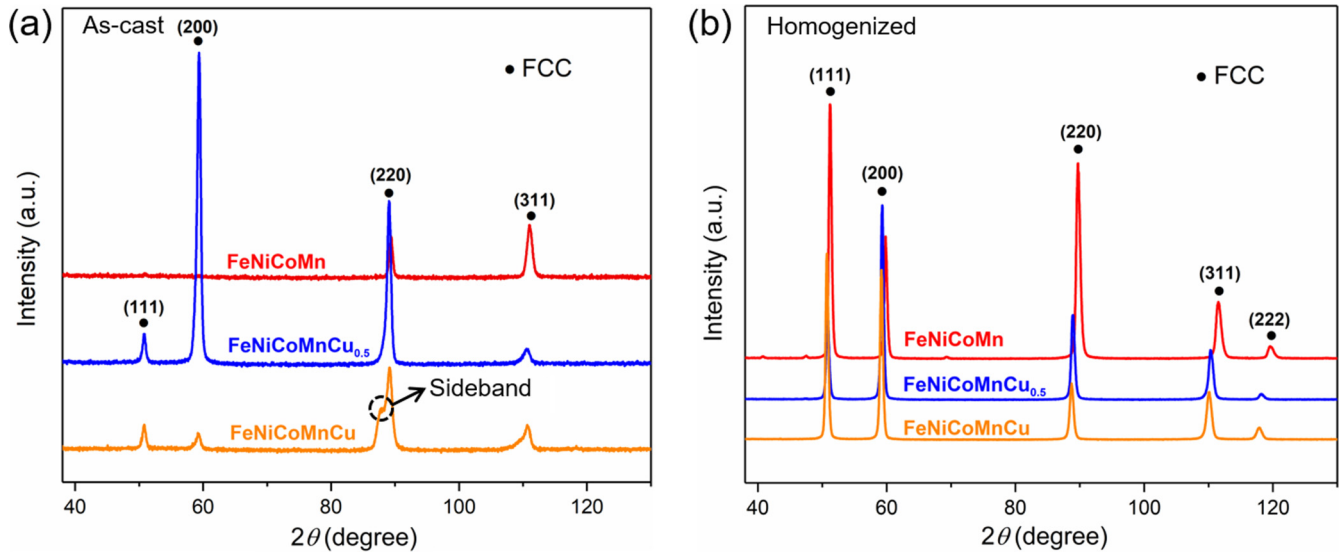 (a)
As-cast
(200)
FCC
(220)
(311)
FeNiCoMn
(111)
FeNiCoMnCu0.5
Sideband
FeNiCoMnCu
Intensity (a.u.)
40 60 80 100 120
2θ (degree)
(b)
Homogenized
(111)
FCC
(220)
(200)
(311)
(222)
FeNiCoMn
FeNiCoMnCu0.5
FeNiCoMnCu
Intensity (a.u.)
40 60 80 100 120
2θ (degree)